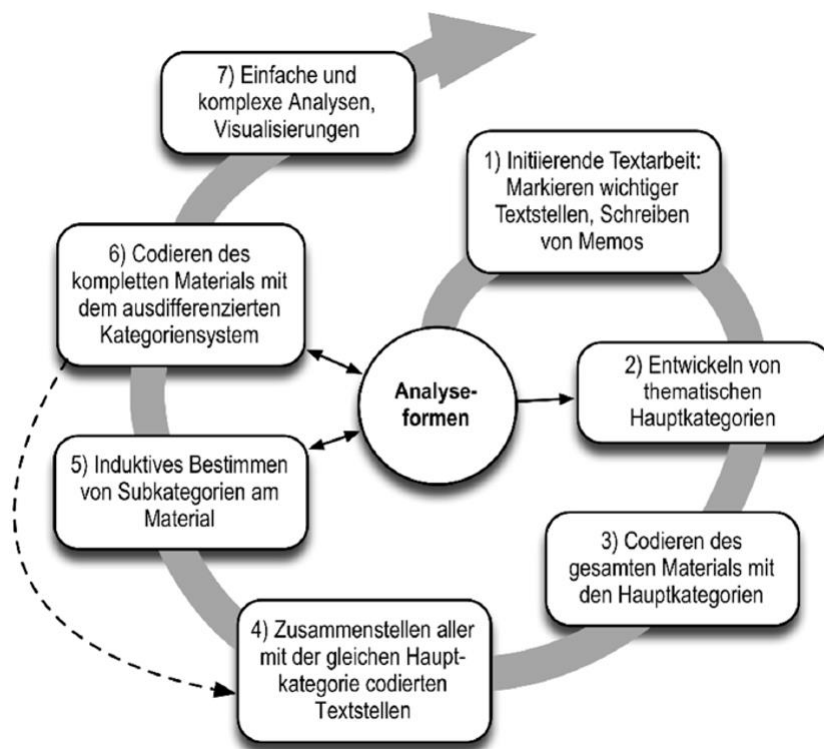 7) Einfache und
komplexe Analysen,
Visualisierungen
1) Initiierende Textarbeit:
Markieren wichtiger
Textstellen, Schreiben
von Memos
6) Codieren des
kompletten Materials mit
dem ausdifferenzierten
Kategoriensystem
Analyse-
formen
2) Entwickeln von
thematischen
Hauptkategorien
5) Induktives Bestimmen
von Subkategorien am
Material
3) Codieren des
gesamten Materials mit
den Hauptkategorien
4) Zusammenstellen aller
mit der gleichen Haupt-
kategorie codierten
Textstellen